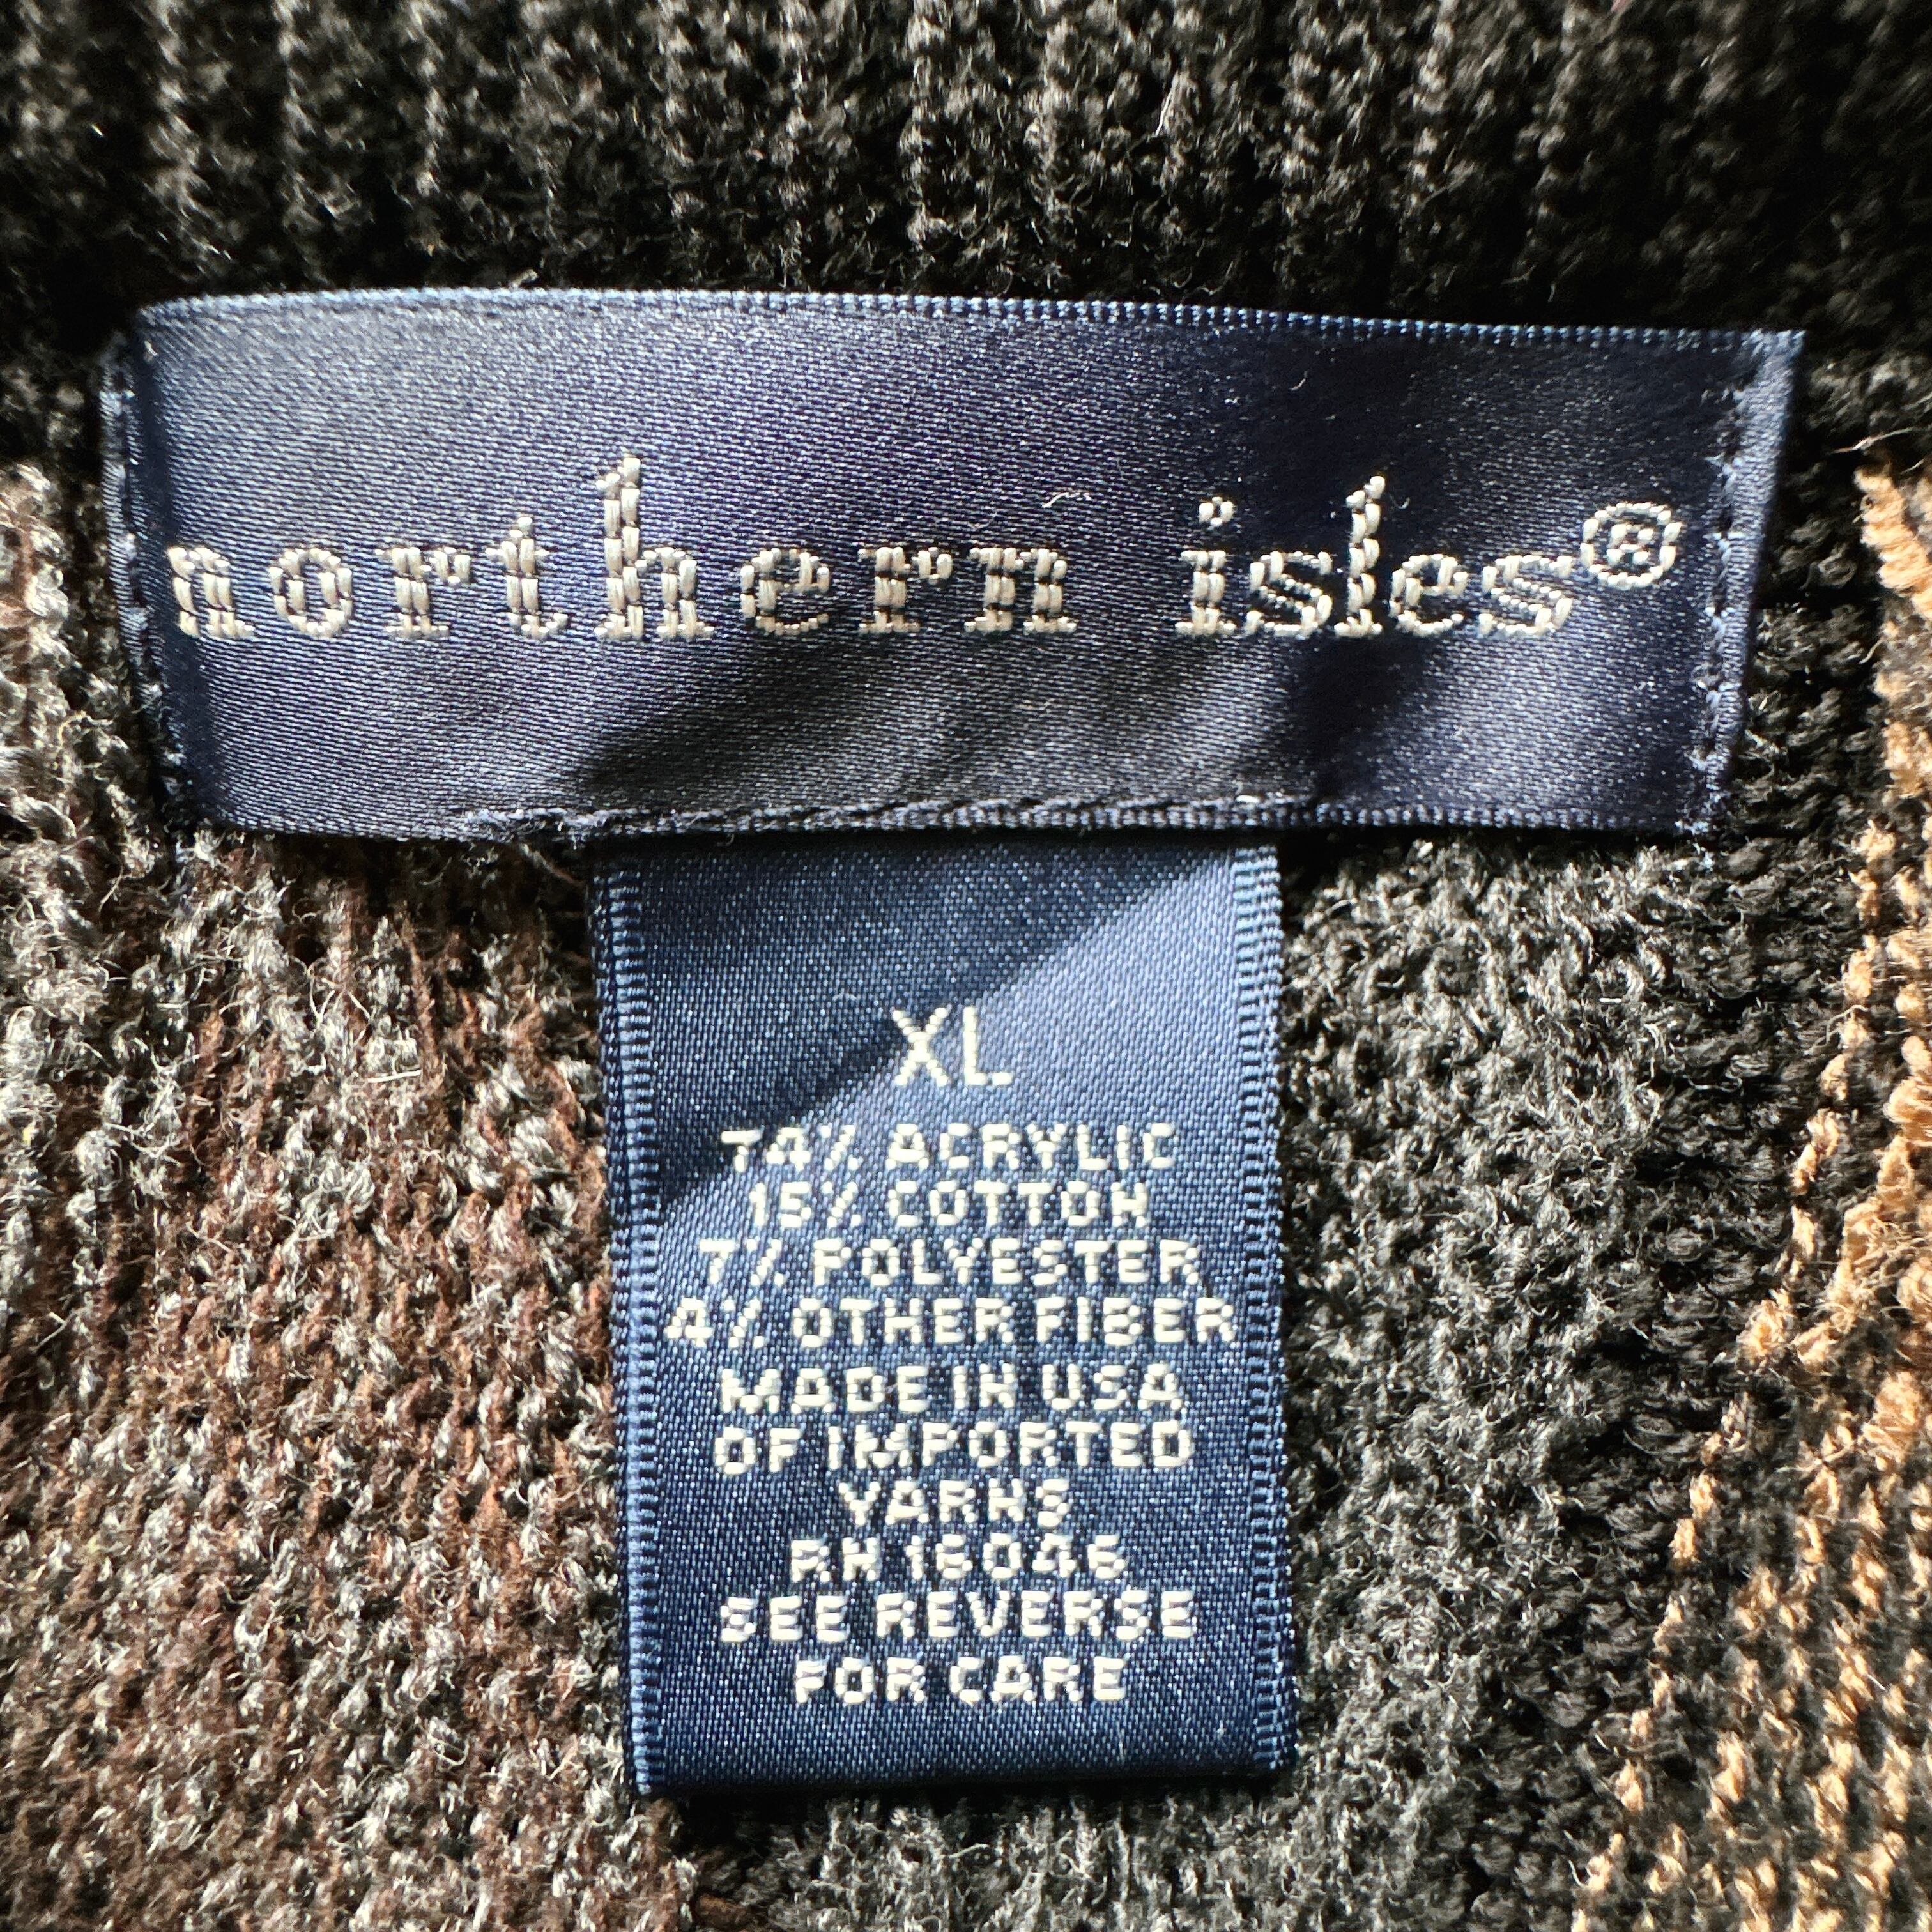 northern isles®
XL
74% ACRYLIC
15% COTTON
7% POLYESTER
4% OTHER FIBER
MADE IN USA
OF IMPORTED
YARNS
RN 16046
SEE REVERSE
FOR CARE